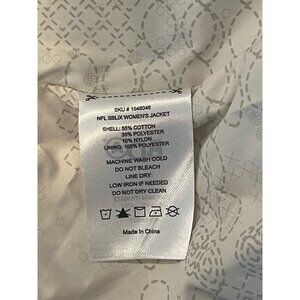 SKU # 1546048
NFL SBLIX WOMEN'S JACKET
SHELL: 55% COTTON
35% POLYESTER
10% NYLON
LINING: 100% POLYESTER
MACHINE WASH COLD
DO NOT BLEACH
LINE DRY
LOW IRON IF NEEDED
DO NOT DRY CLEAN
Made In China